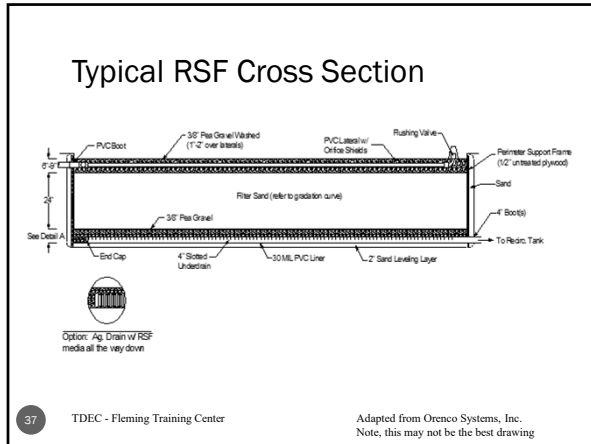 Typical RSF Cross Section
PVC Boot
3/8" Pea Gravel Washed
(1"-2" over laterals)
PVC Lateral w/
Orifice Shields
Flushing Valve
Perimeter Support Frame
(1/2" untreated plywood)
6"-9"
Sand
24"
Filter Sand (refer to gradation curve)
4" Boot(s)
3/8" Pea Gravel
See Detail A
To Recirc. Tank
End Cap
4" Slotted
Underdrain
30 MIL PVC Liner
2" Sand Leveling Layer
Option: Ag. Drain w/ RSF
media all the way down
37
TDEC - Fleming Training Center
Adapted from Orenco Systems, Inc.
Note, this may not be the best drawing